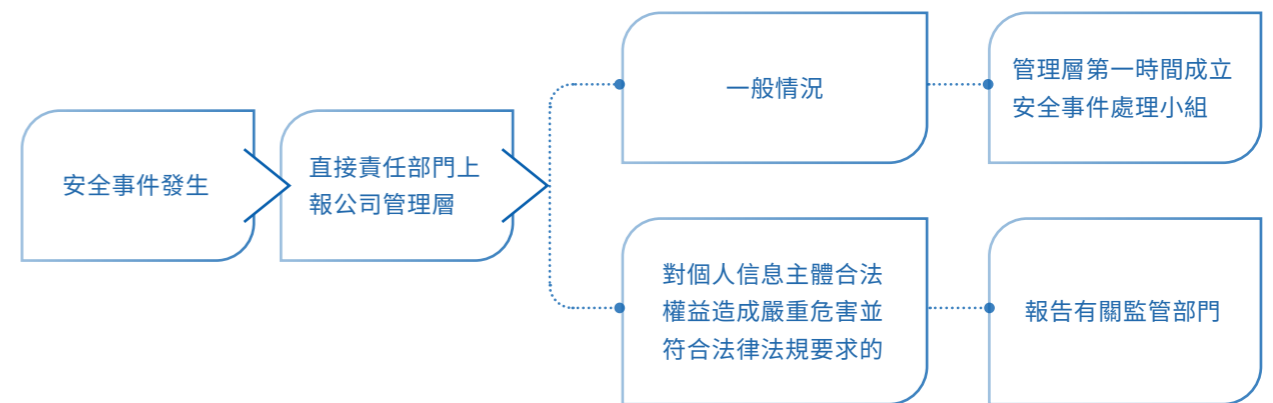 安全事件發生
直接責任部門上
報公司管理層
一般情況
管理層第一時間成立
安全事件處理小組
對個人信息主體合法
權益造成嚴重危害並
符合法律法規要求的
報告有關監管部門